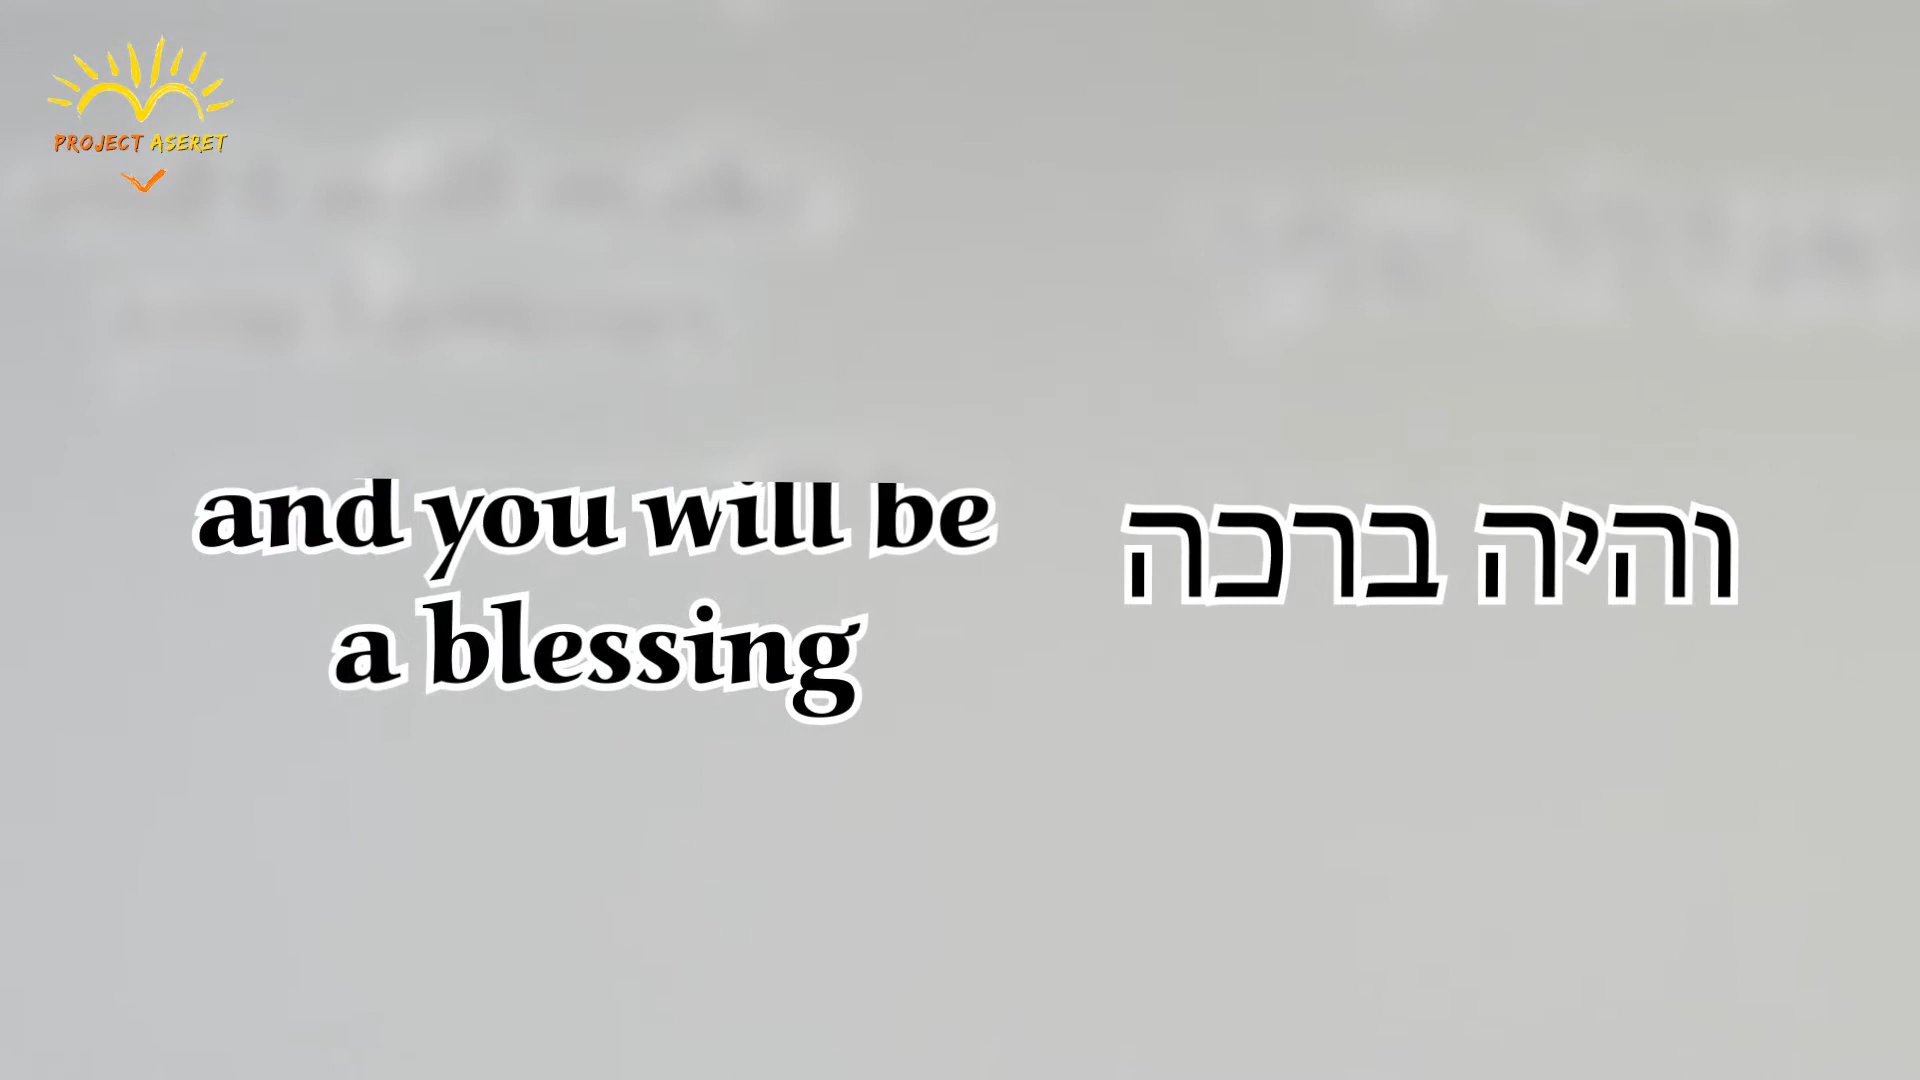 PROJECT ASERET
and you will be
a blessing
והיה ברכה